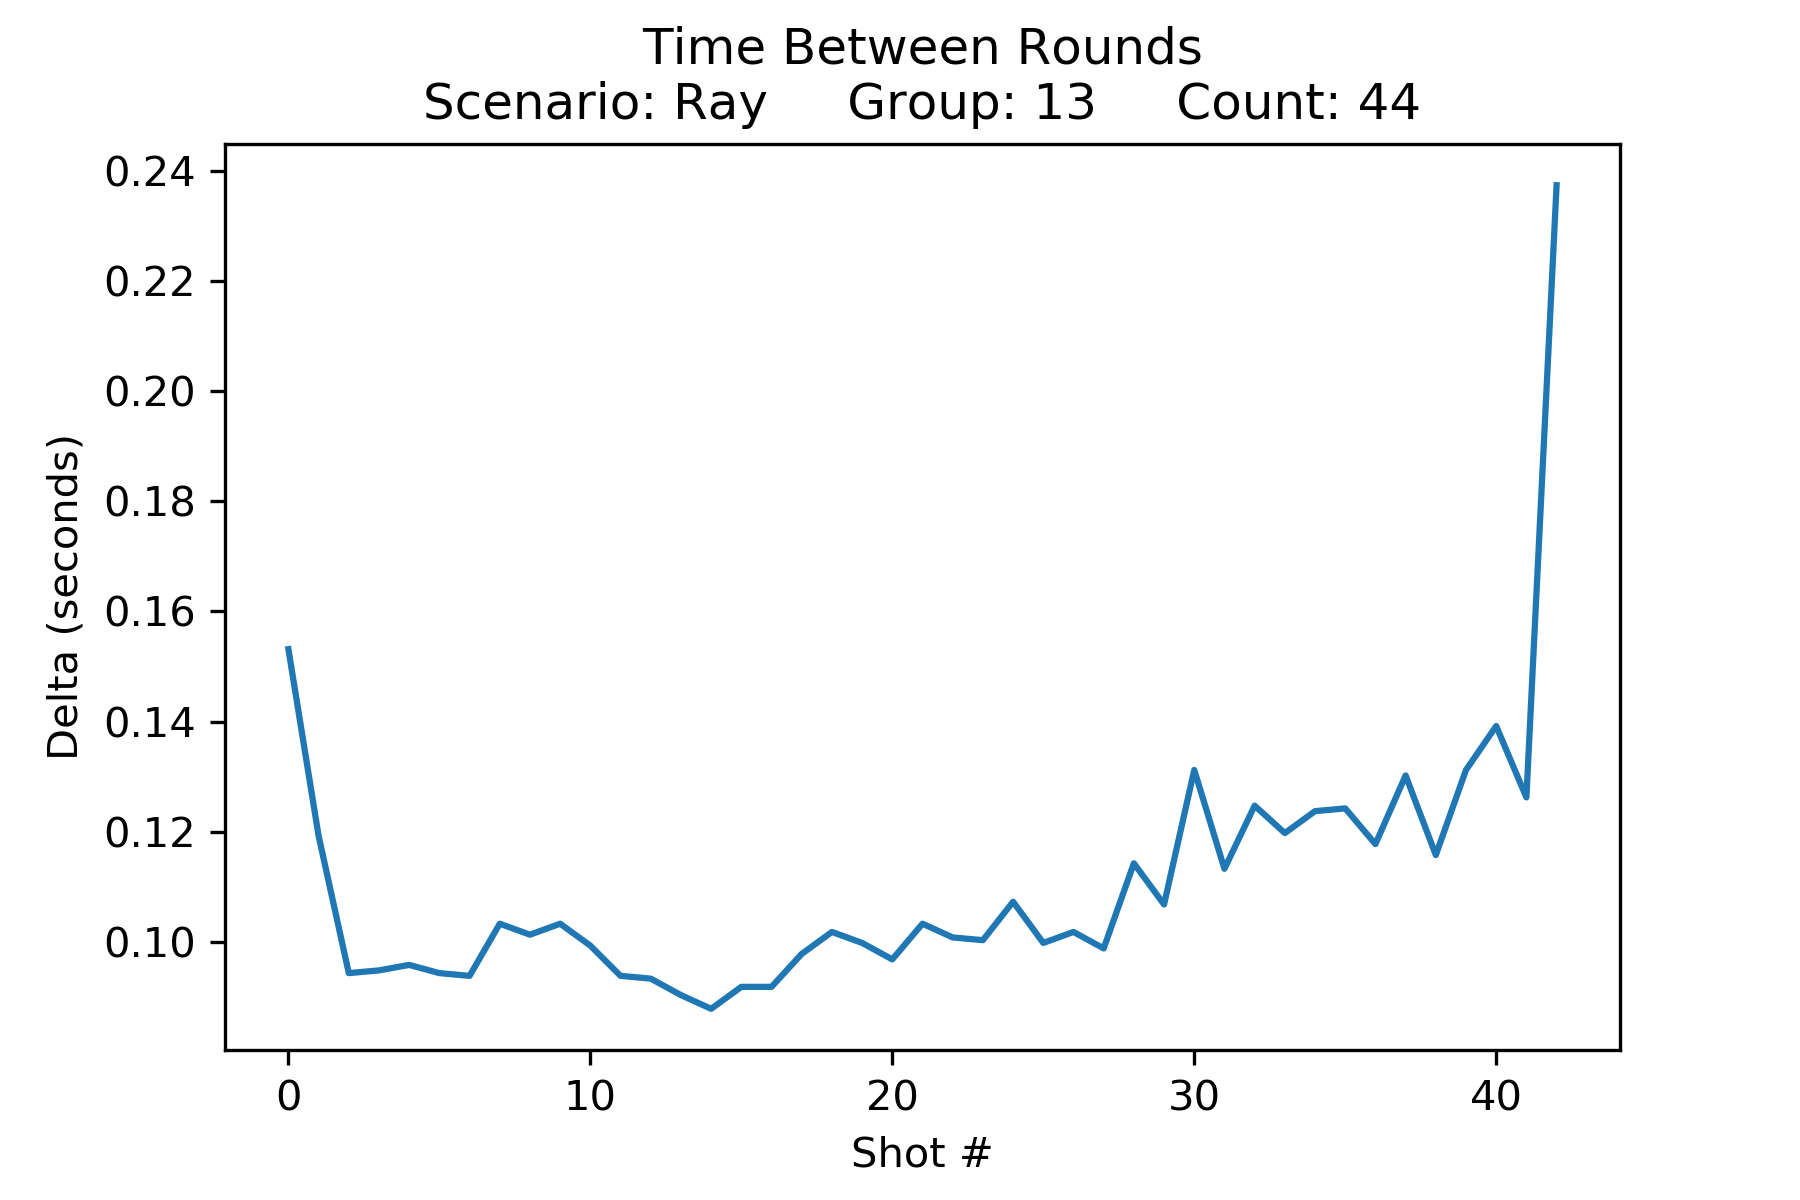 Time Between Rounds
Scenario: Ray     Group: 13     Count: 44
0.24
0.22
0.20
0.18
0.16
0.14
0.12
0.10
Delta (seconds)
0 10 20 30 40
Shot #